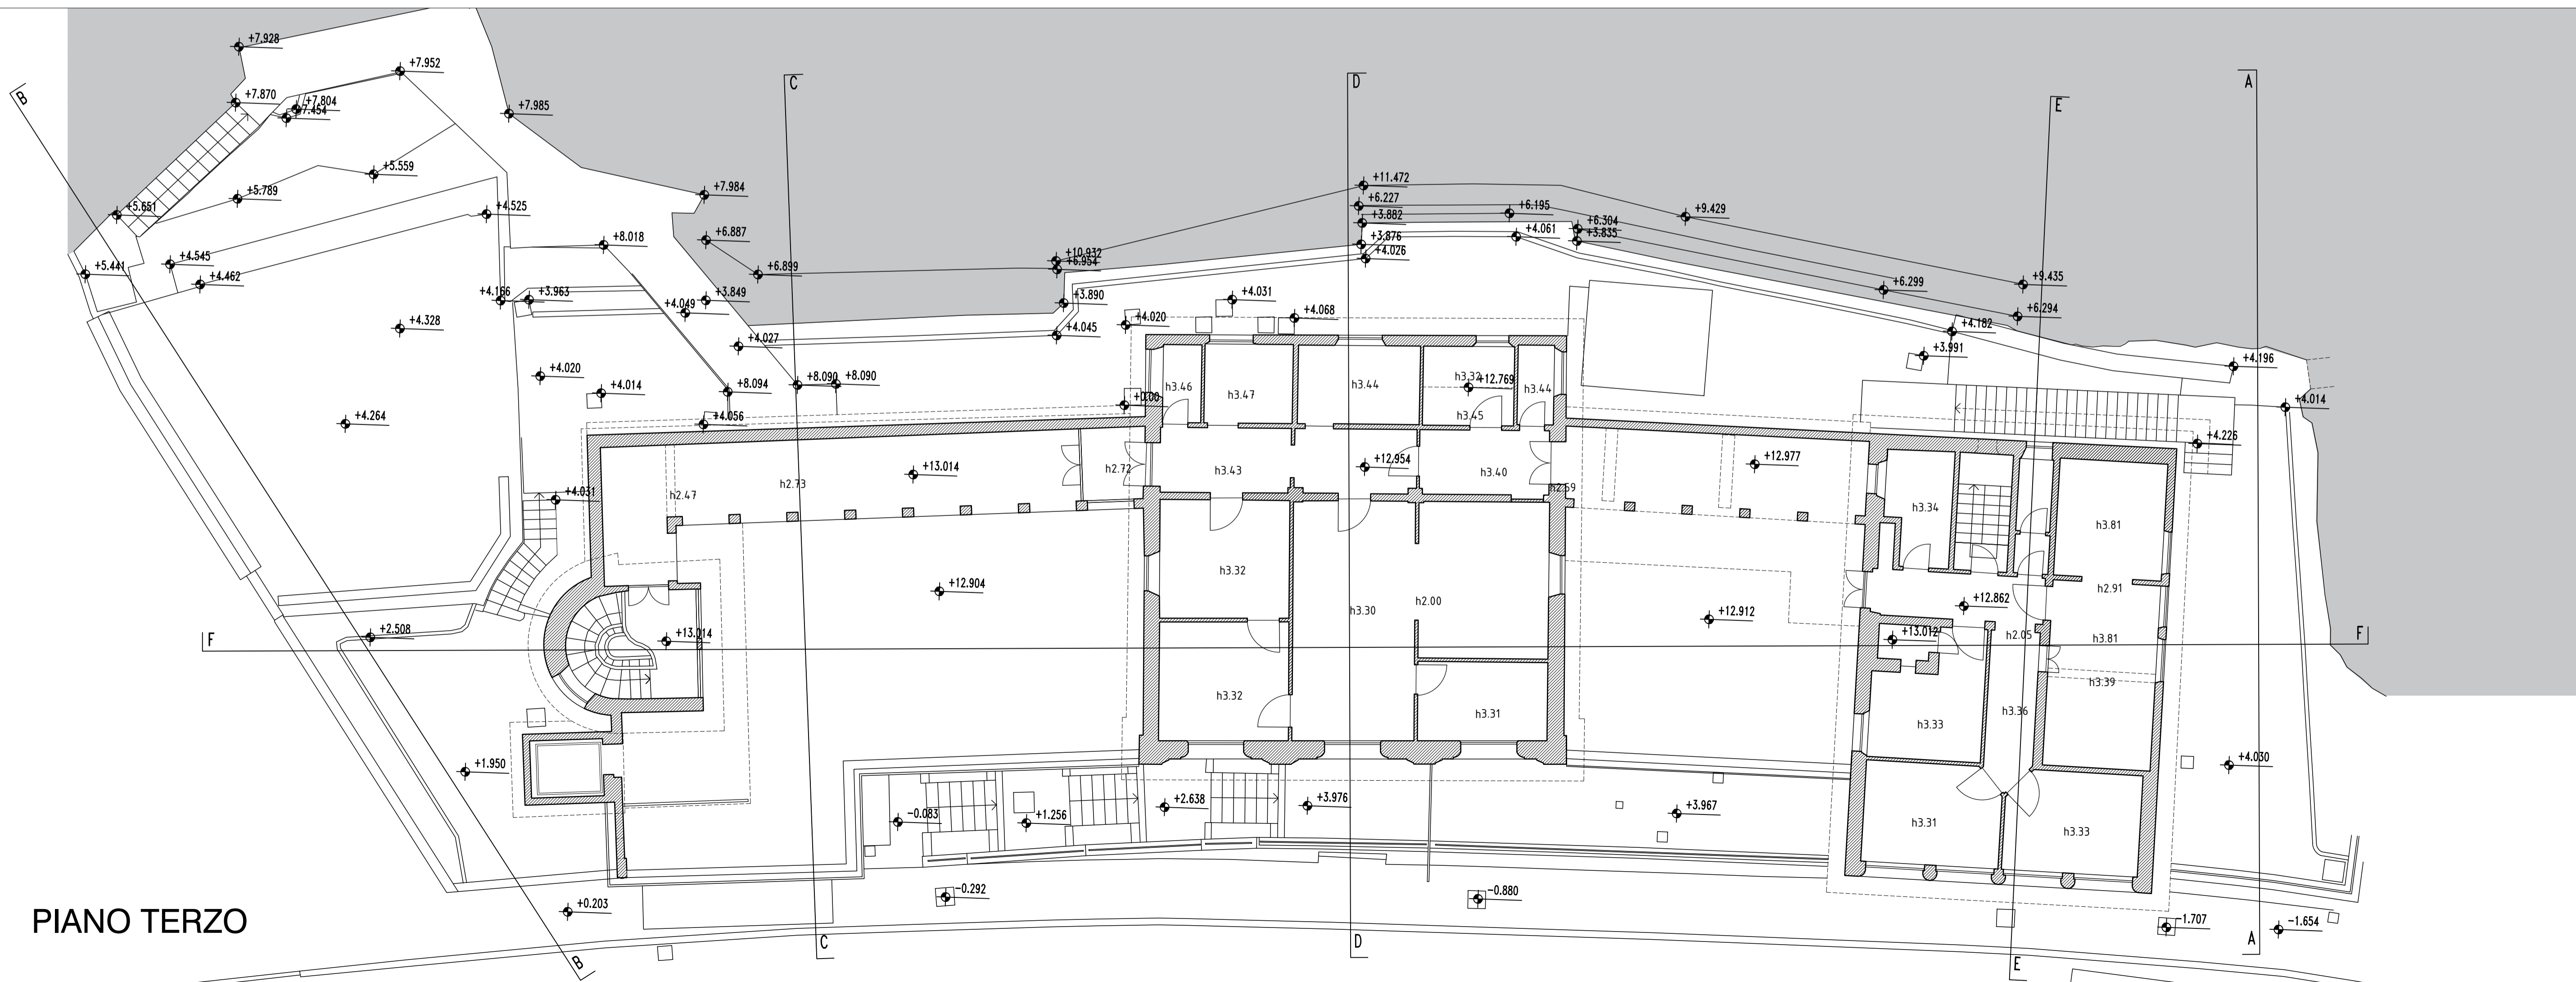 +7.928
+7.952
+7.870
+7.804
+7.454
+7.985
C
D
A
B
E
+5.559
+5.789
+7.984
+11.472
+6.227
+6.195
+9.429
+5.651
+4.525
+3.882
+6.304
+8.018
+6.887
+3.876
+4.061
+3.835
+4.026
+4.545
+5.441
+4.462
+6.899
+10.932
+6.954
+9.435
+6.299
+4.166
+3.963
+3.849
+4.049
+3.890
+4.031
+4.068
+6.294
+4.328
+4.020
+4.045
+4.182
+4.027
+3.991
+4.196
+4.020
+4.014
+8.094
+8.090
+8.090
h3.46
h3.47
h3.44
h3.32
+12.769
h3.44
+4.264
+4.056
+0.00
h3.45
+4.014
+4.226
+13.014
h2.72
h3.43
+12.954
h3.40
+12.977
h2.47
h2.73
h2.59
+4.031
h3.34
h3.81
h3.32
+12.904
h3.30
h2.00
+12.912
+12.862
h2.91
+2.508
F
+13.014
+13.012
h2.05
h3.81
F
h3.39
h3.32
h3.31
h3.33
h3.36
+1.950
+4.030
-0.083
+1.256
+2.638
+3.976
+3.967
h3.31
h3.33
-0.292
-0.880
PIANO TERZO
+0.203
-1.707
-1.654
B
C
D
E
A